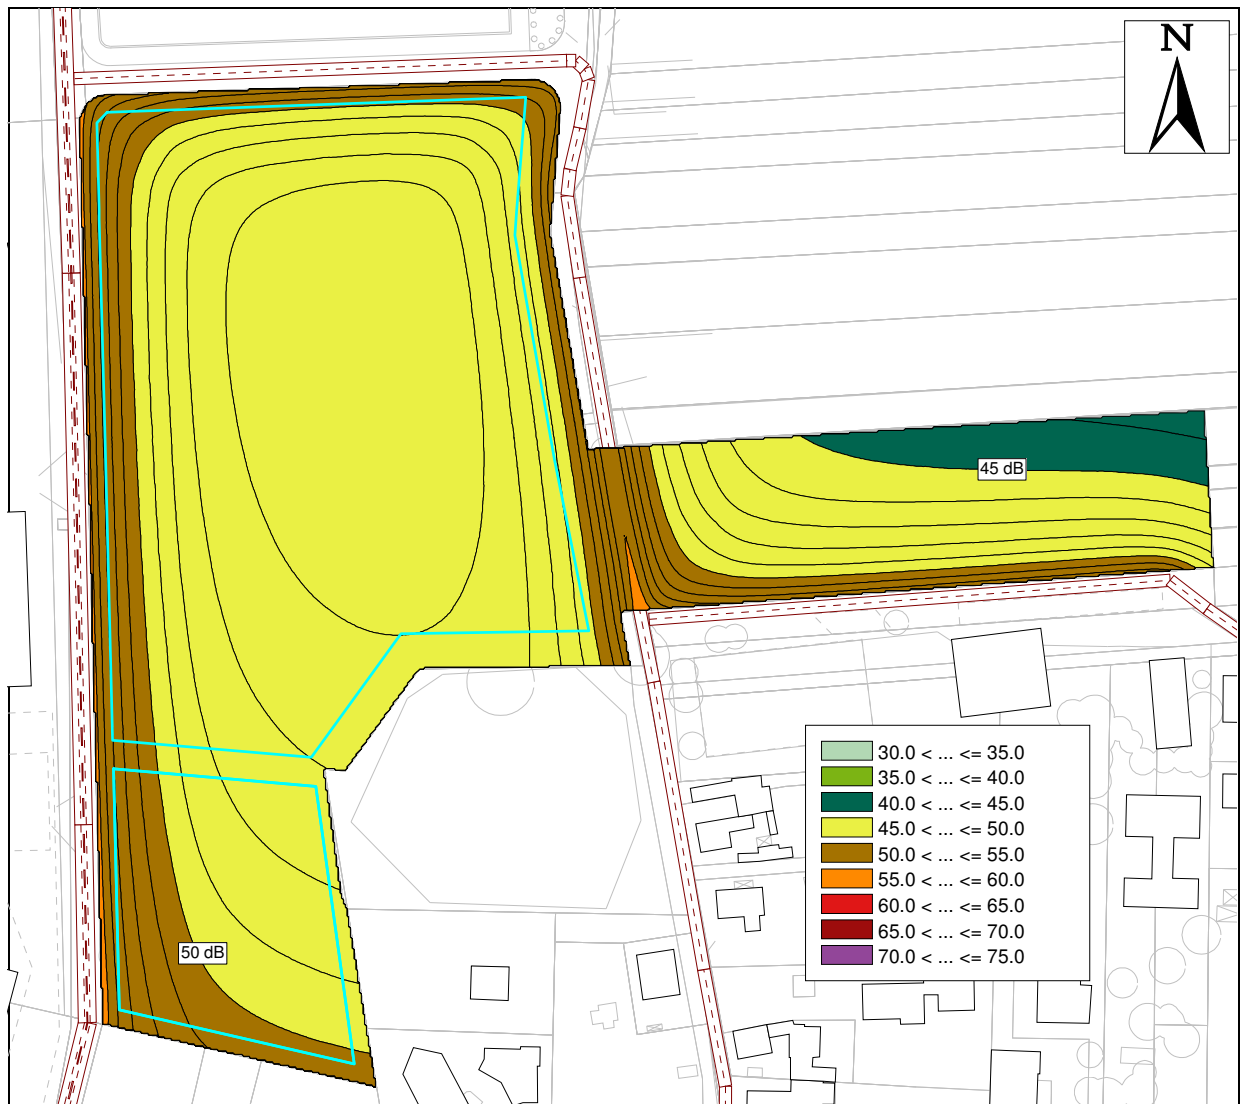 N
45 dB
30.0 < ... <= 35.0
35.0 < ... <= 40.0
40.0 < ... <= 45.0
45.0 < ... <= 50.0
50.0 < ... <= 55.0
55.0 < ... <= 60.0
60.0 < ... <= 65.0
65.0 < ... <= 70.0
70.0 < ... <= 75.0
50 dB